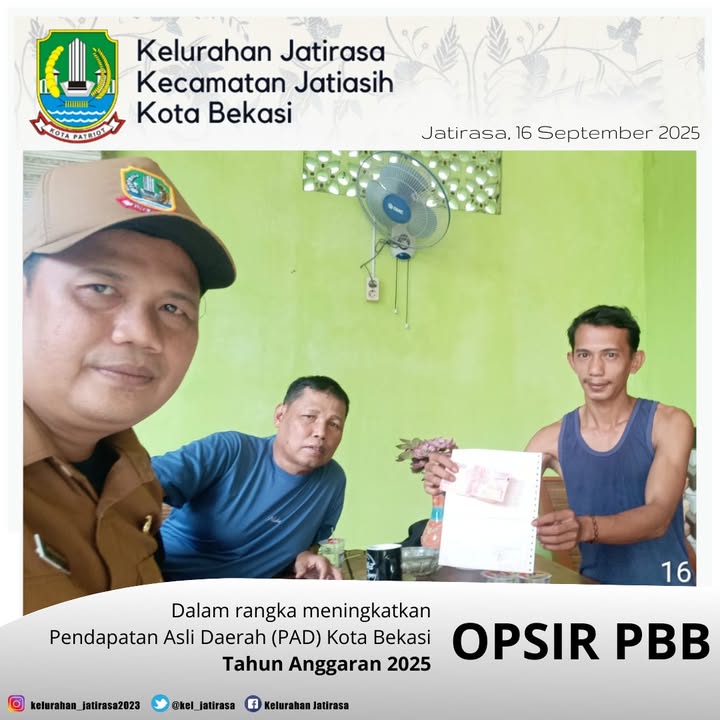 Kelurahan Jatirasa
Kecamatan Jatiasih
Kota Bekasi
KOTA PATRIOT
Jatirasa, 16 September 2025
16
Dalam rangka meningkatkan
Pendapatan Asli Daerah (PAD) Kota Bekasi
Tahun Anggaran 2025
OPSIR PBB
kelurahan_jatirasa2023
@kel_jatirasa
Kelurahan Jatirasa